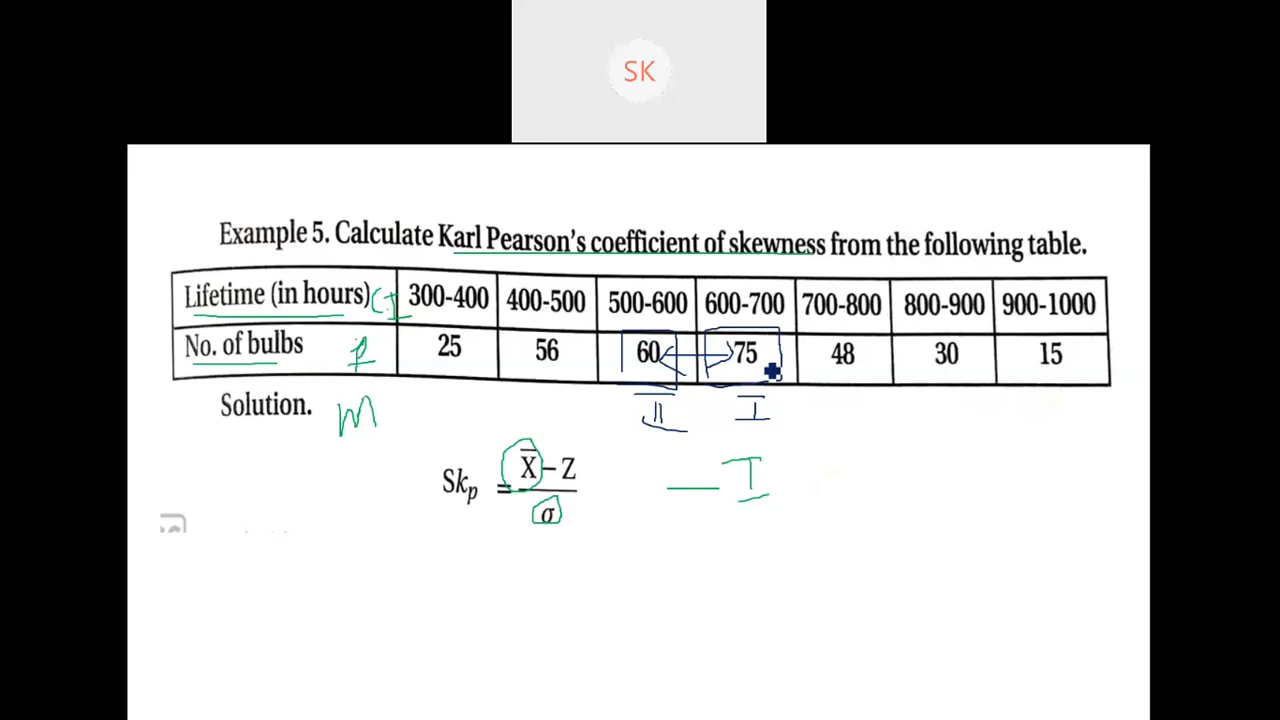 SK
Example 5. Calculate Karl Pearson's coefficient of skewness from the following table.
Lifetime (in hours) C.I 300-400 400-500 500-600 600-700 700-800 800-900 900-1000
No. of bulbs f 25 56 60 75 48 30 15
II I
Solution. M
Sk_p = (X̄ – Z) / σ — I